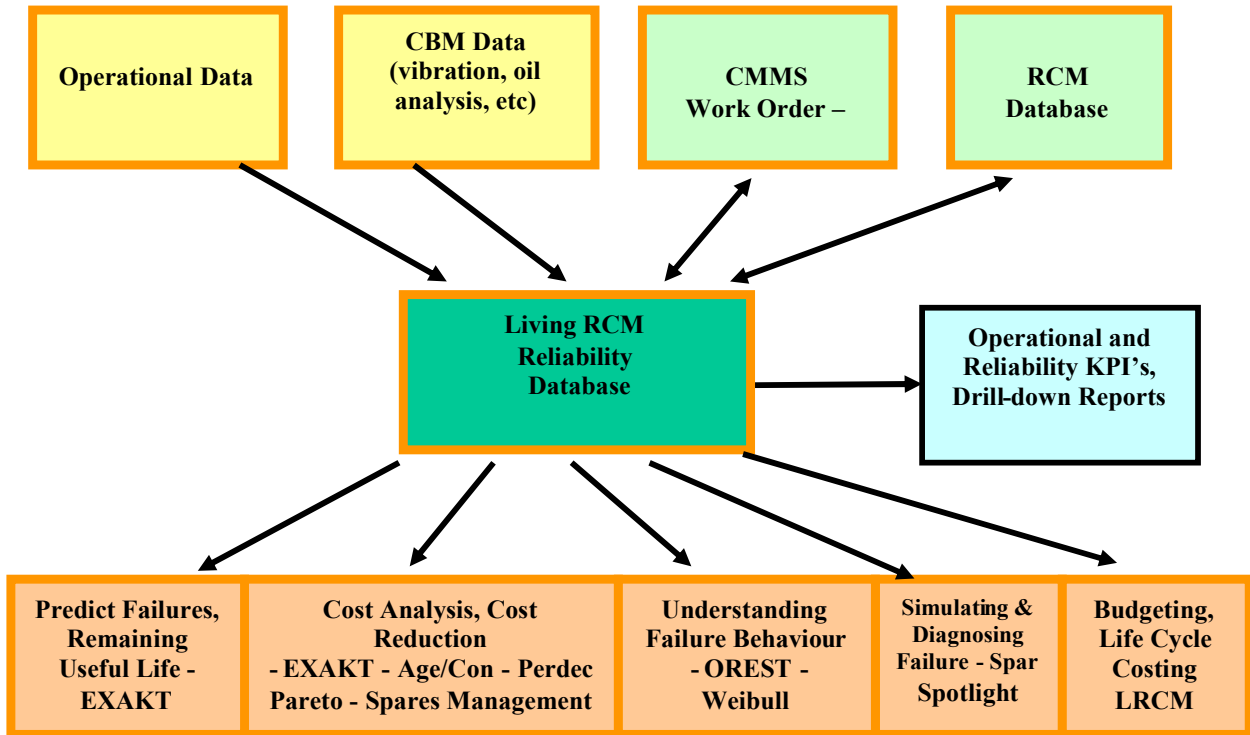 Operational Data
CBM Data
(vibration, oil
analysis, etc)
CMMS
Work Order –
RCM
Database
Living RCM
Reliability
Database
Operational and
Reliability KPI’s,
Drill-down Reports
Predict Failures,
Remaining
Useful Life -
EXAKT
Cost Analysis, Cost
Reduction
- EXAKT - Age/Con - Perdec
Pareto - Spares Management
Understanding
Failure Behaviour
- OREST -
Weibull
Simulating &
Diagnosing
Failure - Spar
Spotlight
Budgeting,
Life Cycle
Costing
LRCM